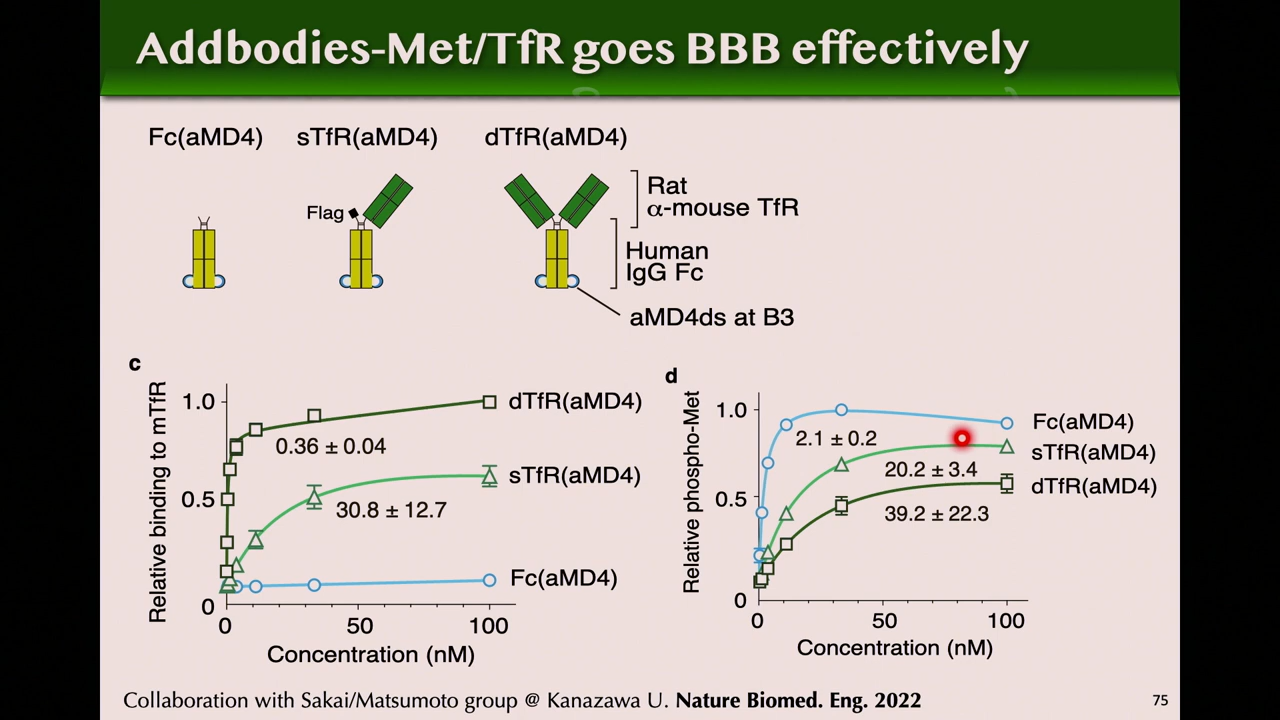 Addbodies-Met/TfR goes BBB effectively
Fc(aMD4)
sTfR(aMD4)
dTfR(aMD4)
Flag
Rat
α-mouse TfR
Human
IgG Fc
aMD4ds at B3
c
Relative binding to mTfR
1.0
0.5
0
0
50
100
Concentration (nM)
dTfR(aMD4)
0.36 ± 0.04
sTfR(aMD4)
30.8 ± 12.7
Fc(aMD4)
d
Relative phospho-Met
1.0
0.5
0
0
50
100
Concentration (nM)
Fc(aMD4)
2.1 ± 0.2
sTfR(aMD4)
20.2 ± 3.4
dTfR(aMD4)
39.2 ± 22.3
Collaboration with Sakai/Matsumoto group @ Kanazawa U. Nature Biomed. Eng. 2022
75